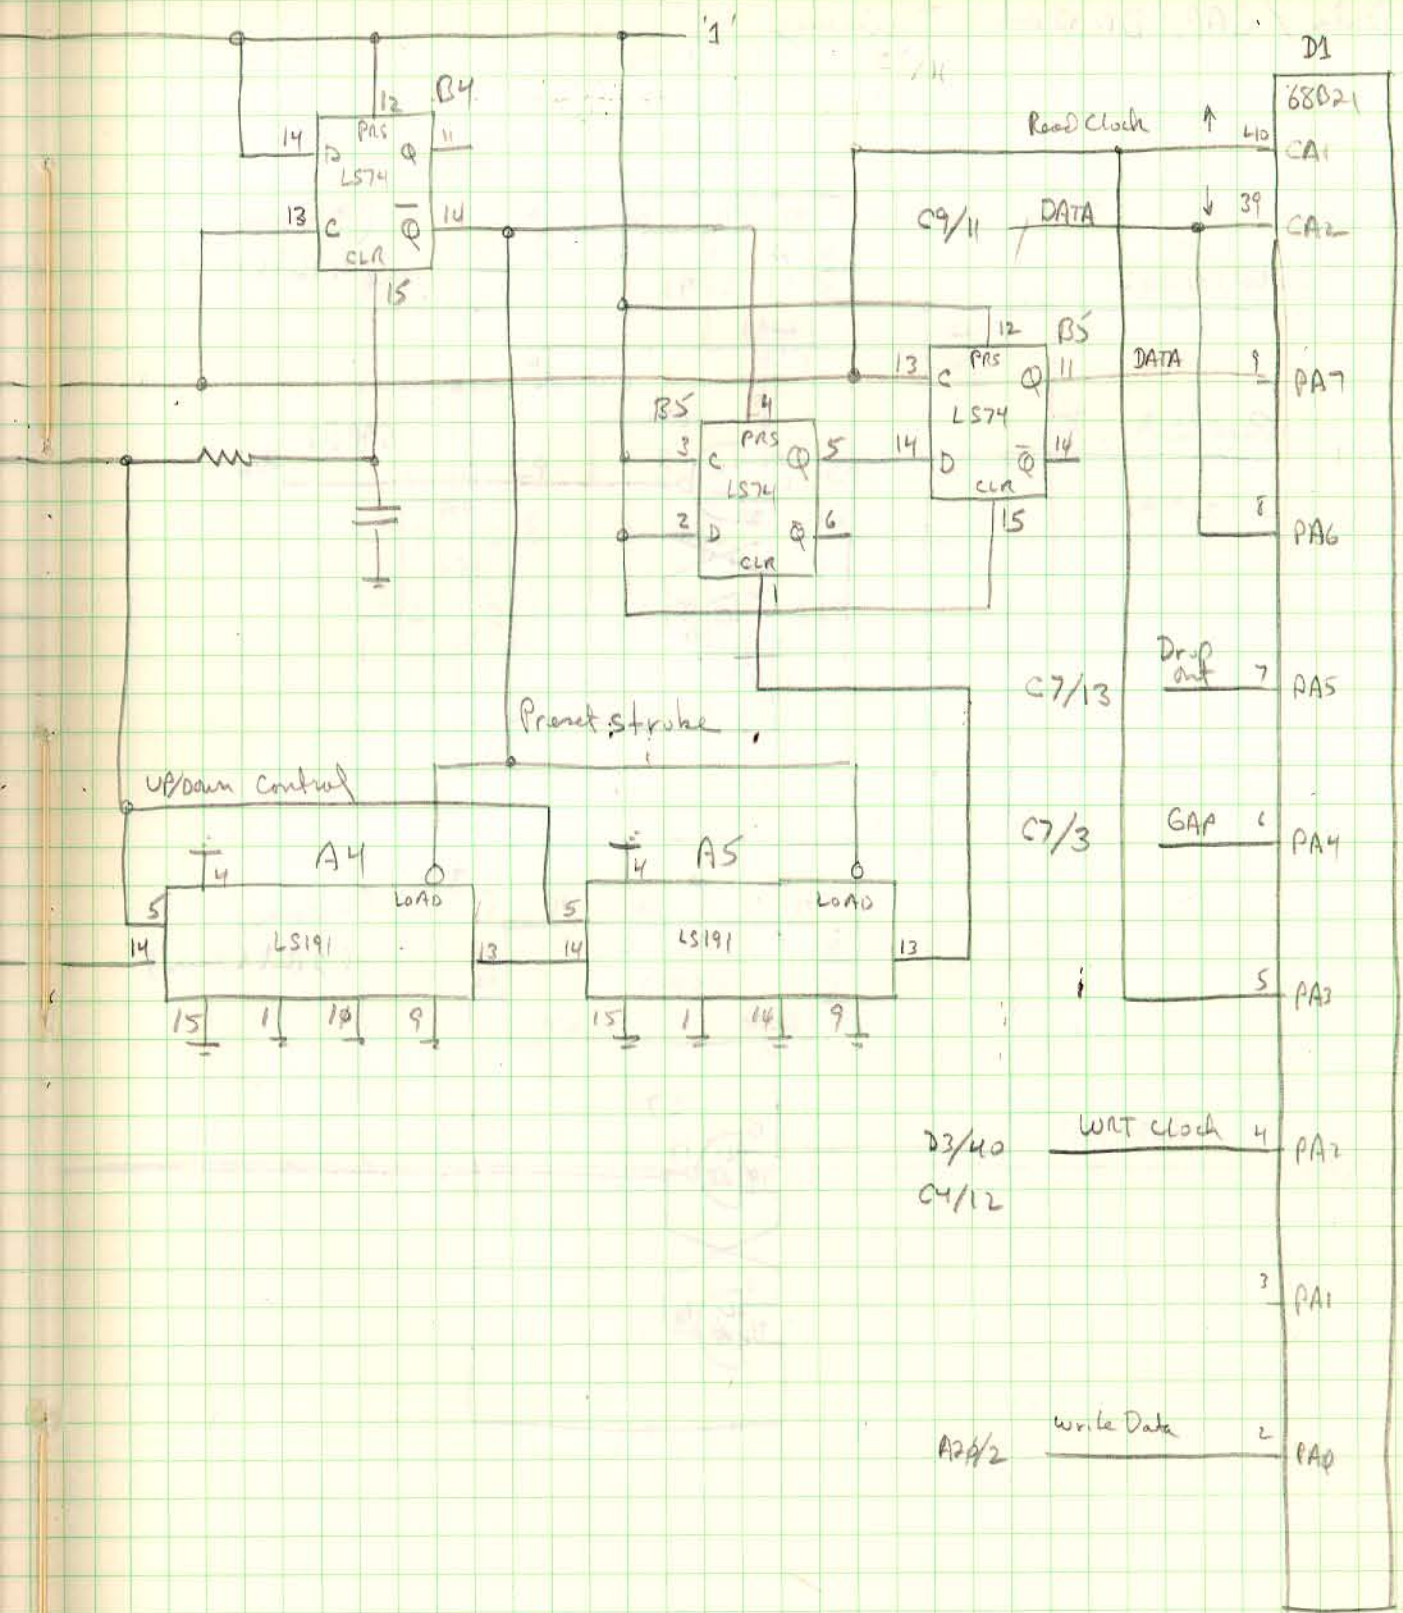 '1'
D1
B4
68B21
12
PRS
14 D Q 11
LS74
13 C Q 14
CLR
15
Read Clock ↑ 40 CA1
C9/11 DATA ↓ 39 CA2
12 B5
PRS
13 C Q 11 DATA 9 PA7
LS74
14 D Q 14
CLR
15
B5 4
PRS
3 C Q 5
LS74
2 D Q 6
CLR
1
8 PA6
C7/13 Drop out 7 PA5
Preset strobe
UP/Down Control
C7/3 GAP 6 PA4
4 A4
LOAD
5
14 LS191 13
15 1 10 9
4 A5
LOAD
5
14 LS191 13
15 1 14 9
5 PA3
D3/40 WRT Clock 4 PA2
C4/12
3 PA1
A20/2 Write Data 2 PA0